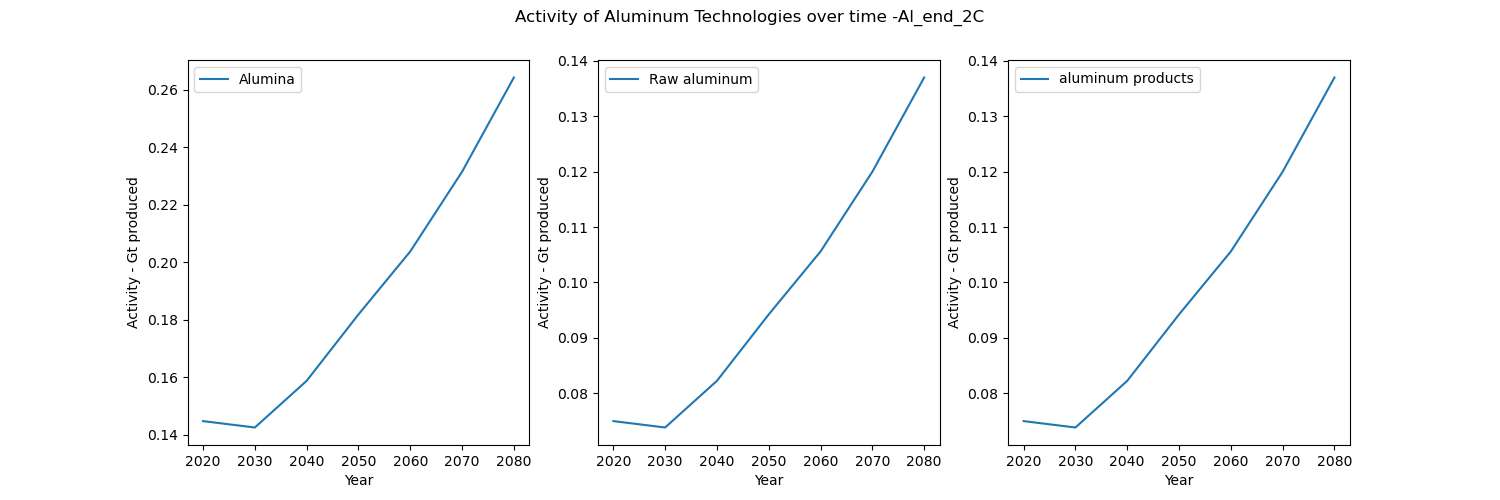 Activity of Aluminum Technologies over time -Al_end_2C
Alumina
Activity - Gt produced
0.26
0.24
0.22
0.20
0.18
0.16
0.14
2020 2030 2040 2050 2060 2070 2080
Year
Raw aluminum
Activity - Gt produced
0.14
0.13
0.12
0.11
0.10
0.09
0.08
2020 2030 2040 2050 2060 2070 2080
Year
aluminum products
Activity - Gt produced
0.14
0.13
0.12
0.11
0.10
0.09
0.08
2020 2030 2040 2050 2060 2070 2080
Year